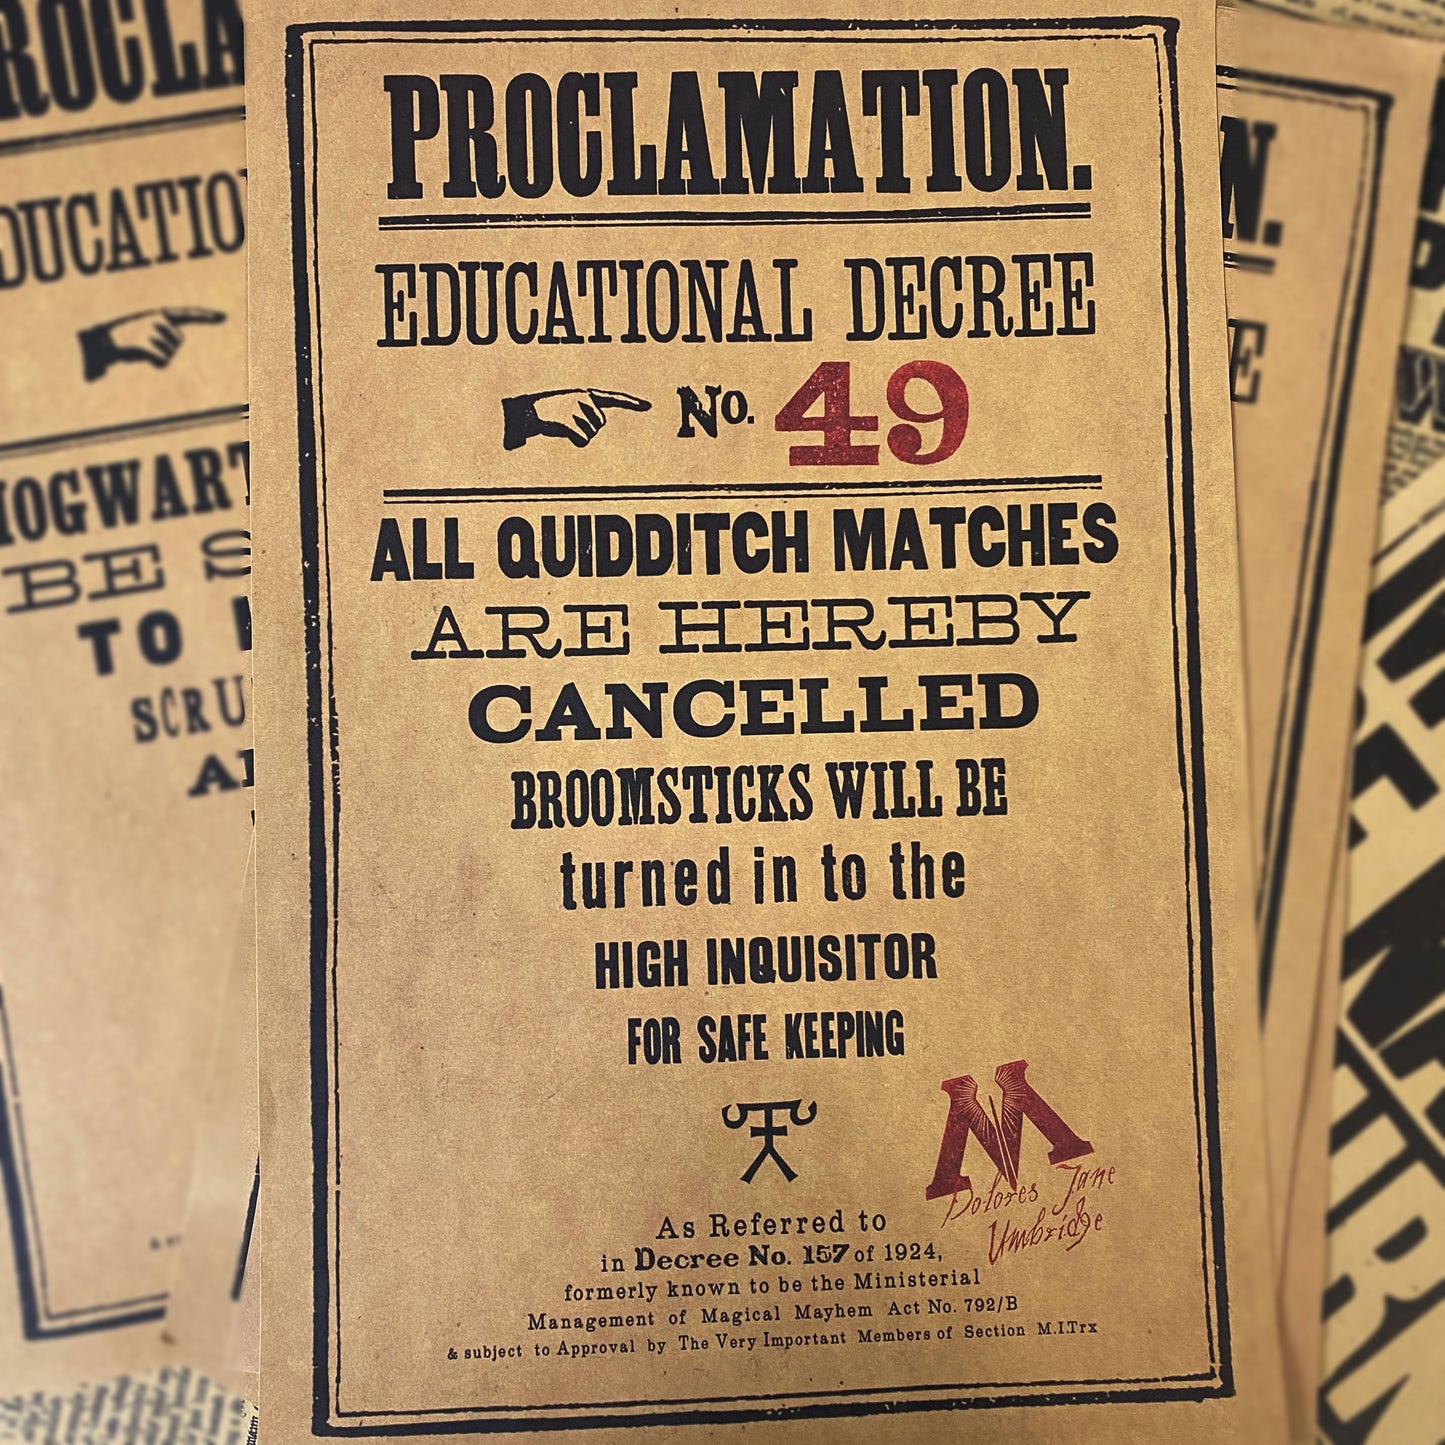 PROCLAMATION.
EDUCATIONAL DECREE
No. 49
ALL QUIDDITCH MATCHES
ARE HEREBY
CANCELLED
BROOMSTICKS WILL BE
turned in to the
HIGH INQUISITOR
FOR SAFE KEEPING
M
Dolores Jane
Umbridge
As Referred to
in Decree No. 157 of 1924,
formerly known to be the Ministerial
Management of Magical Mayhem Act No. 792/B
& subject to Approval by The Very Important Members of Section M.I.Trx
ROCLA
DUCATIO
HOGWART
BE S
TO
SCRU
A
N.
E